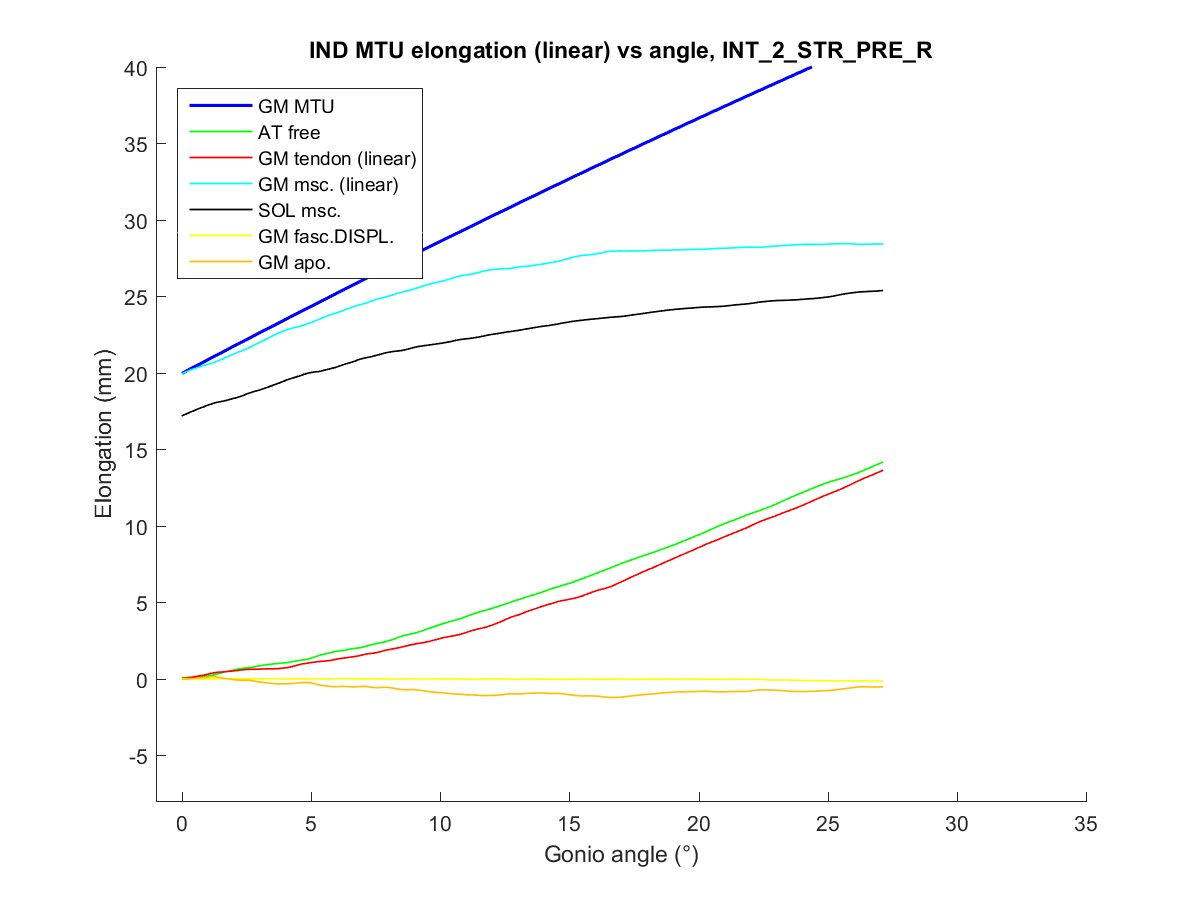 IND MTU elongation (linear) vs angle, INT_2_STR_PRE_R
40
35
30
25
20
15
10
5
0
-5
Elongation (mm)
GM MTU
AT free
GM tendon (linear)
GM msc. (linear)
SOL msc.
GM fasc.DISPL.
GM apo.
0 5 10 15 20 25 30 35
Gonio angle (°)